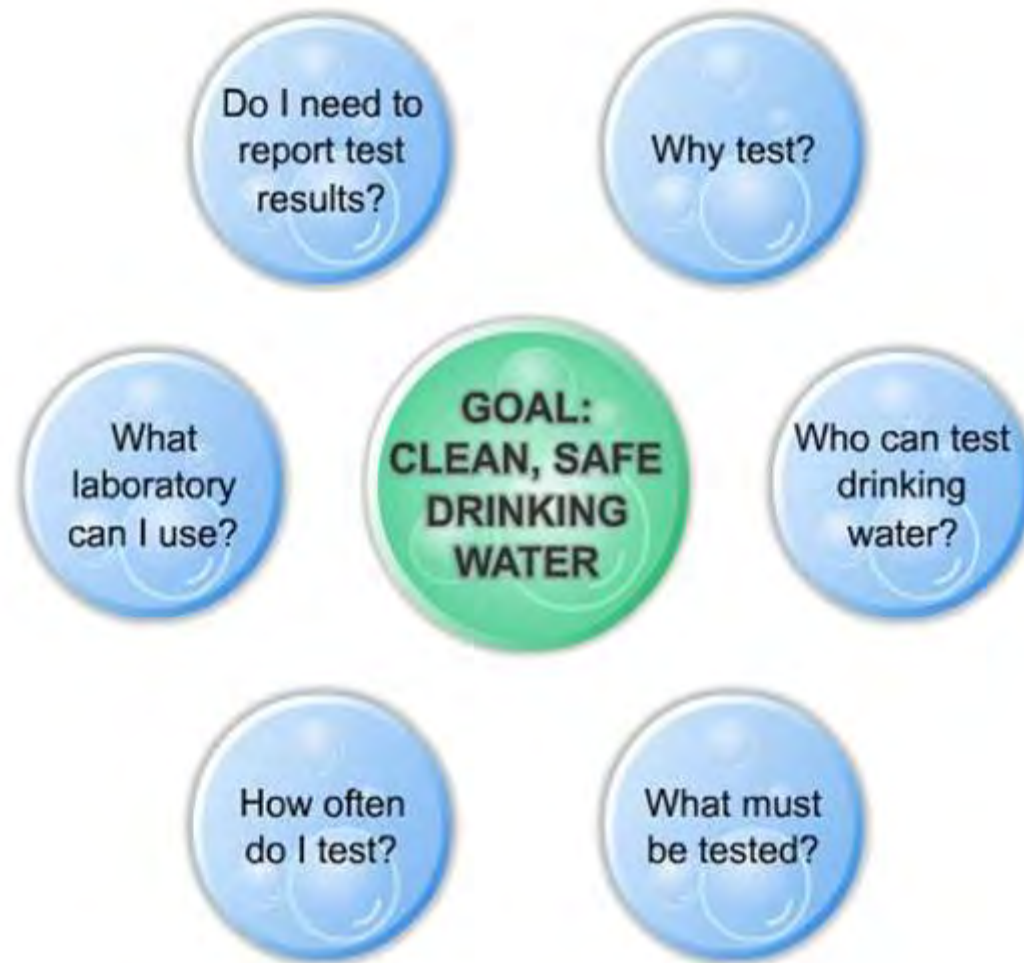 Do I need to
report test
results?
Why test?
What
laboratory
can I use?
GOAL:
CLEAN, SAFE
DRINKING
WATER
Who can test
drinking
water?
How often
do I test?
What must
be tested?